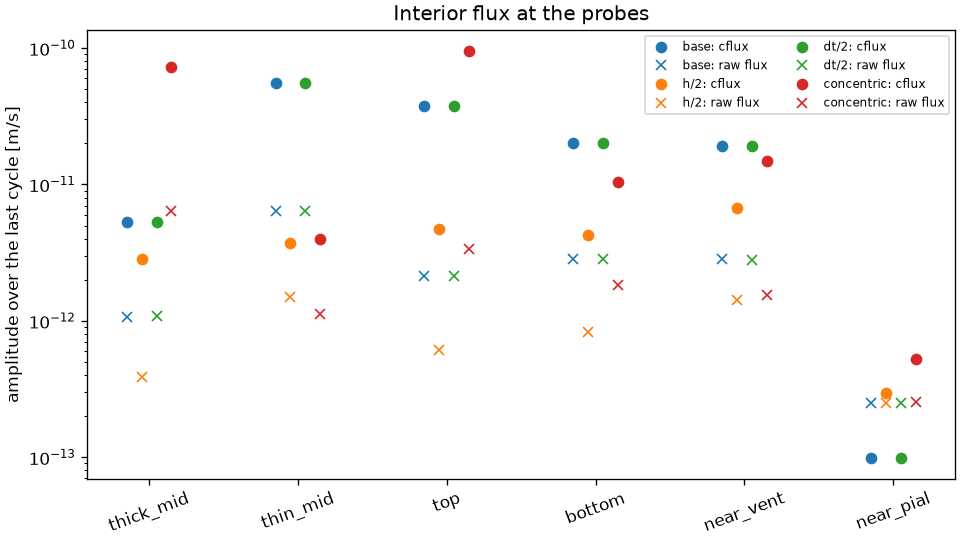 Interior flux at the probes
amplitude over the last cycle [m/s]
10⁻¹⁰
10⁻¹¹
10⁻¹²
10⁻¹³
base: cflux
base: raw flux
h/2: cflux
h/2: raw flux
dt/2: cflux
dt/2: raw flux
concentric: cflux
concentric: raw flux
thick_mid
thin_mid
top
bottom
near_vent
near_pial